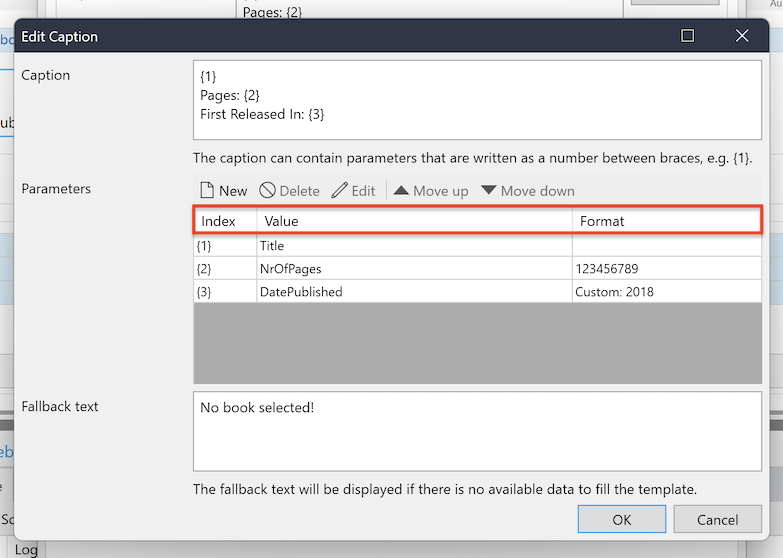 Pages: {2}
Edit Caption
Caption
{1}
Pages: {2}
First Released In: {3}
The caption can contain parameters that are written as a number between braces, e.g. {1}.
Parameters
New Delete Edit Move up Move down
Index Value Format
{1} Title
{2} NrOfPages 123456789
{3} DatePublished Custom: 2018
Fallback text
No book selected!
The fallback text will be displayed if there is no available data to fill the template.
OK Cancel
Log